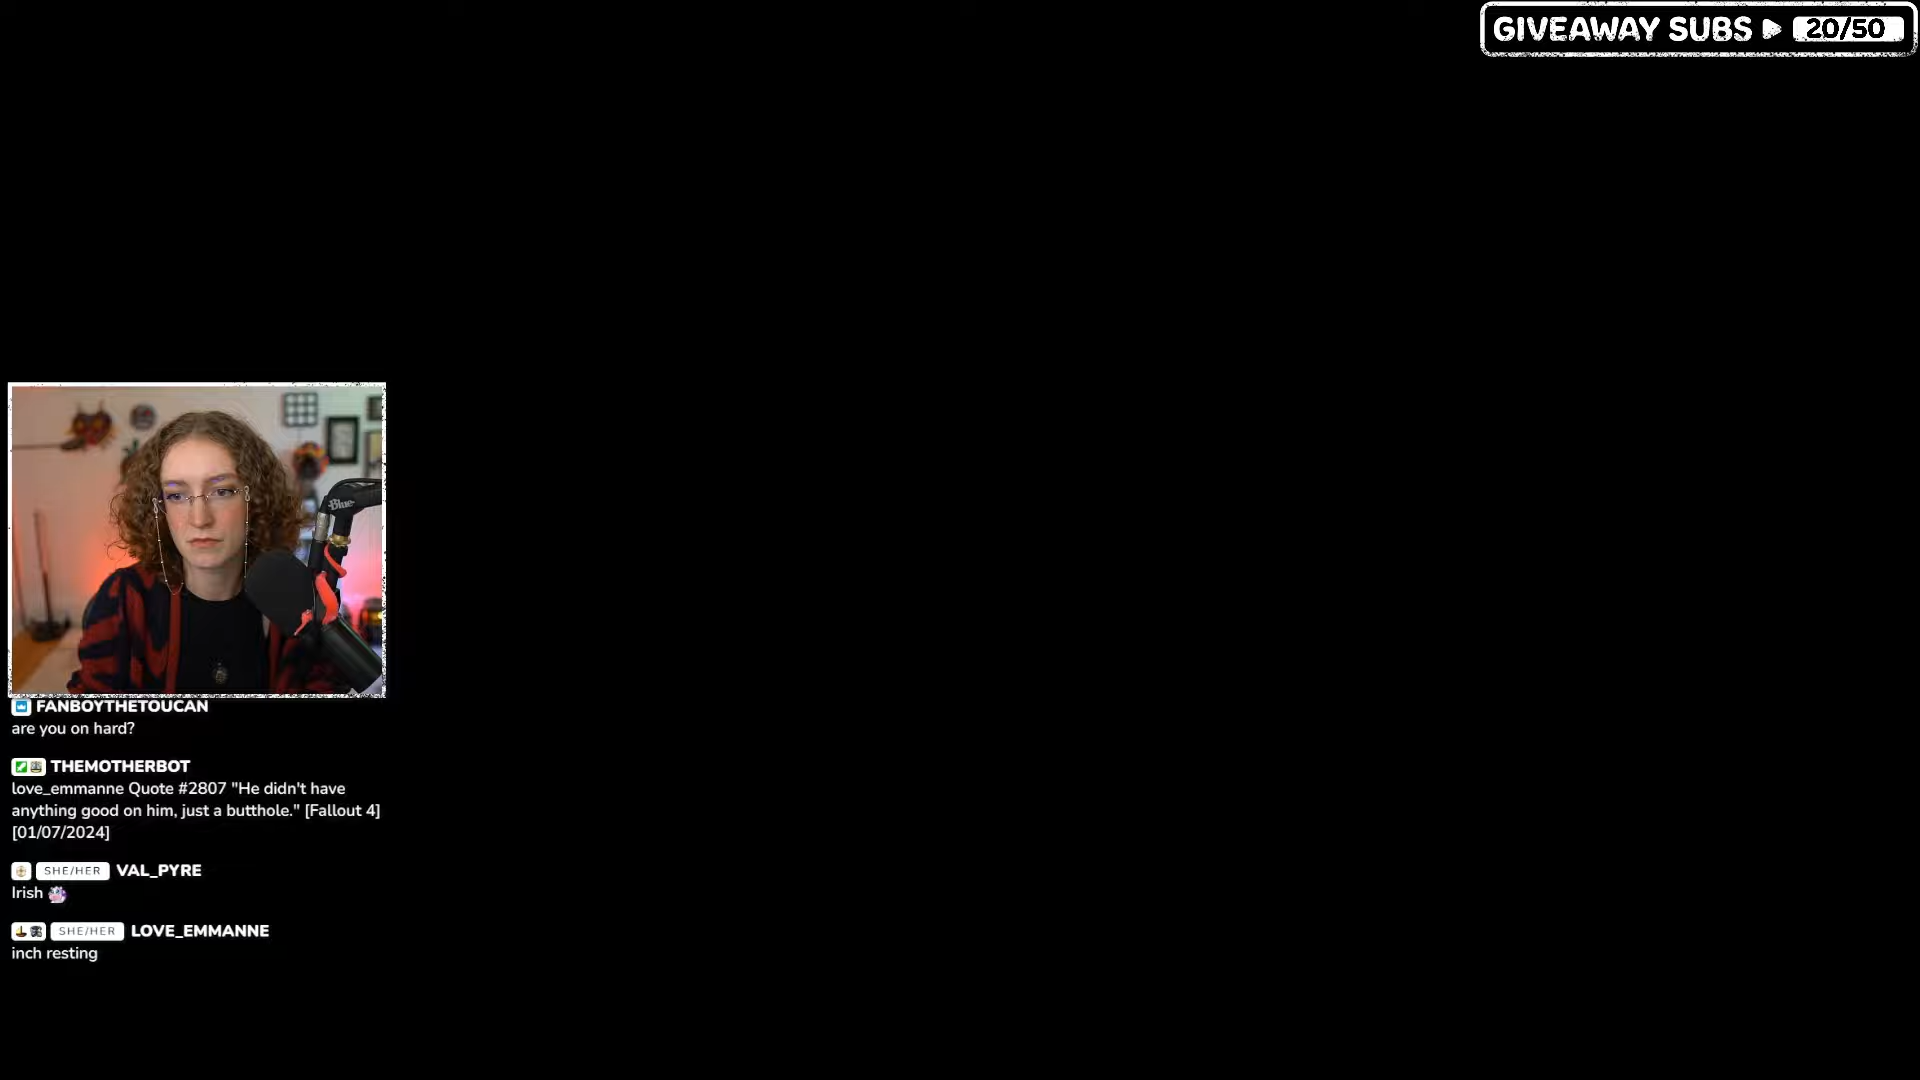 GIVEAWAY SUBS ▶ 20/50
Blue
FANBOYTHETOUCAN
are you on hard?
THEMOTHERBOT
love_emmanne Quote #2807 "He didn't have
anything good on him, just a butthole." [Fallout 4]
[01/07/2024]
SHE/HER VAL_PYRE
Irish
SHE/HER LOVE_EMMANNE
inch resting